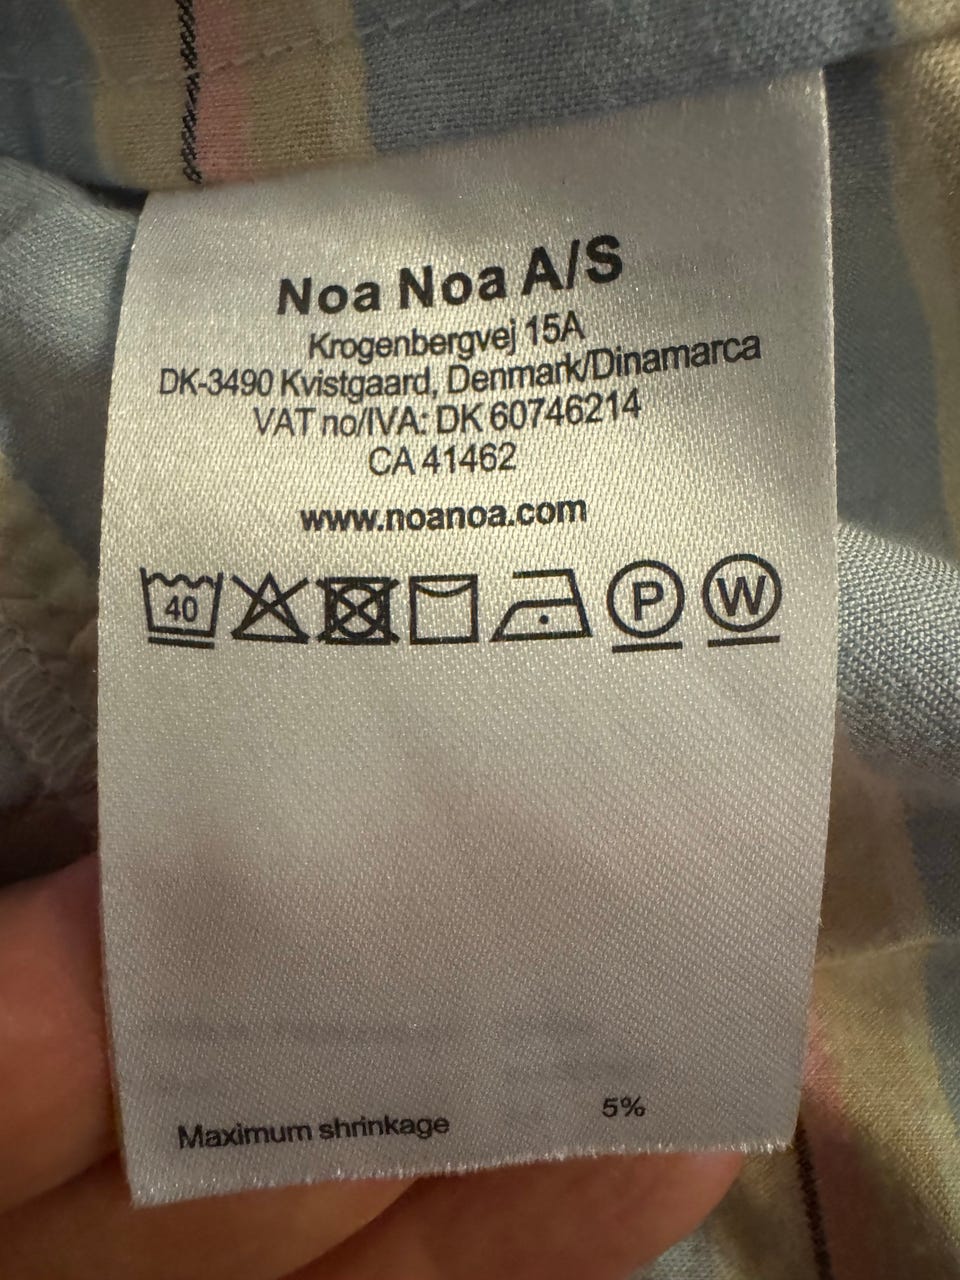 Noa Noa A/S
Krogenbergvej 15A
DK-3490 Kvistgaard, Denmark/Dinamarca
VAT no/IVA: DK 60746214
CA 41462
www.noanoa.com
40 P W
Maximum shrinkage 5%